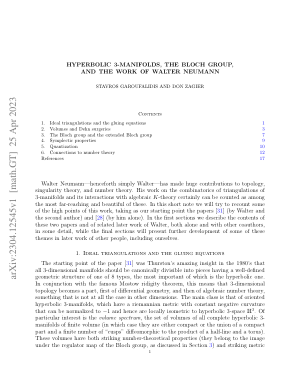 arXiv:2304.12545v1 [math.GT] 25 Apr 2023
HYPERBOLIC 3-MANIFOLDS, THE BLOCH GROUP,
AND THE WORK OF WALTER NEUMANN
STAVROS GAROUFALIDIS AND DON ZAGIER
Contents
1. Ideal triangulations and the gluing equations 1
2. Volumes and Dehn surgeries 5
3. The Bloch group and the extended Bloch group 7
4. Symplectic properties 9
5. Quantization 10
6. Connections to number theory 12
References 17
Walter Neumann—henceforth simply Walter—has made large contributions to topology,
singularity theory, and number theory. His work on the combinatorics of triangulations of
3-manifolds and its interactions with algebraic K-theory certainly can be counted as among
the most far-reaching and beautiful of these. In this short note we will try to recount some
of the high points of this work, taking as our starting point the papers [31] (by Walter and
the second author) and [28] (by him alone). In the first sections we describe the contents of
these two papers and of related later work of Walter, both alone and with other coauthors,
in some detail, while the final sections will present further development of some of these
themes in later work of other people, including ourselves.
1. Ideal triangulations and the gluing equations
The starting point of the paper [31] was Thurston's amazing insight in the 1980's that
all 3-dimensional manifolds should be canonically divisible into pieces having a well-defined
geometric structure of one of 8 types, the most important of which is the hyperbolic one.
In conjunction with the famous Mostow rigidity theorem, this means that 3-dimensional
topology becomes a part, first of differential geometry, and then of algebraic number theory,
something that is not at all the case in other dimensions. The main class is that of oriented
hyperbolic 3-manifolds, which have a riemannian metric with constant negative curvature
that can be normalized to −1 and hence are locally isometric to hyperbolic 3-space ℍ³. Of
particular interest is the volume spectrum, the set of volumes of all complete hyperbolic 3-
manifolds of finite volume (in which case they are either compact or the union of a compact
part and a finite number of "cusps" diffeomorphic to the product of a half-line and a torus).
These volumes have both striking number-theoretical properties (they belong to the image
under the regulator map of the Bloch group, as discussed in Section 3) and striking metric
1